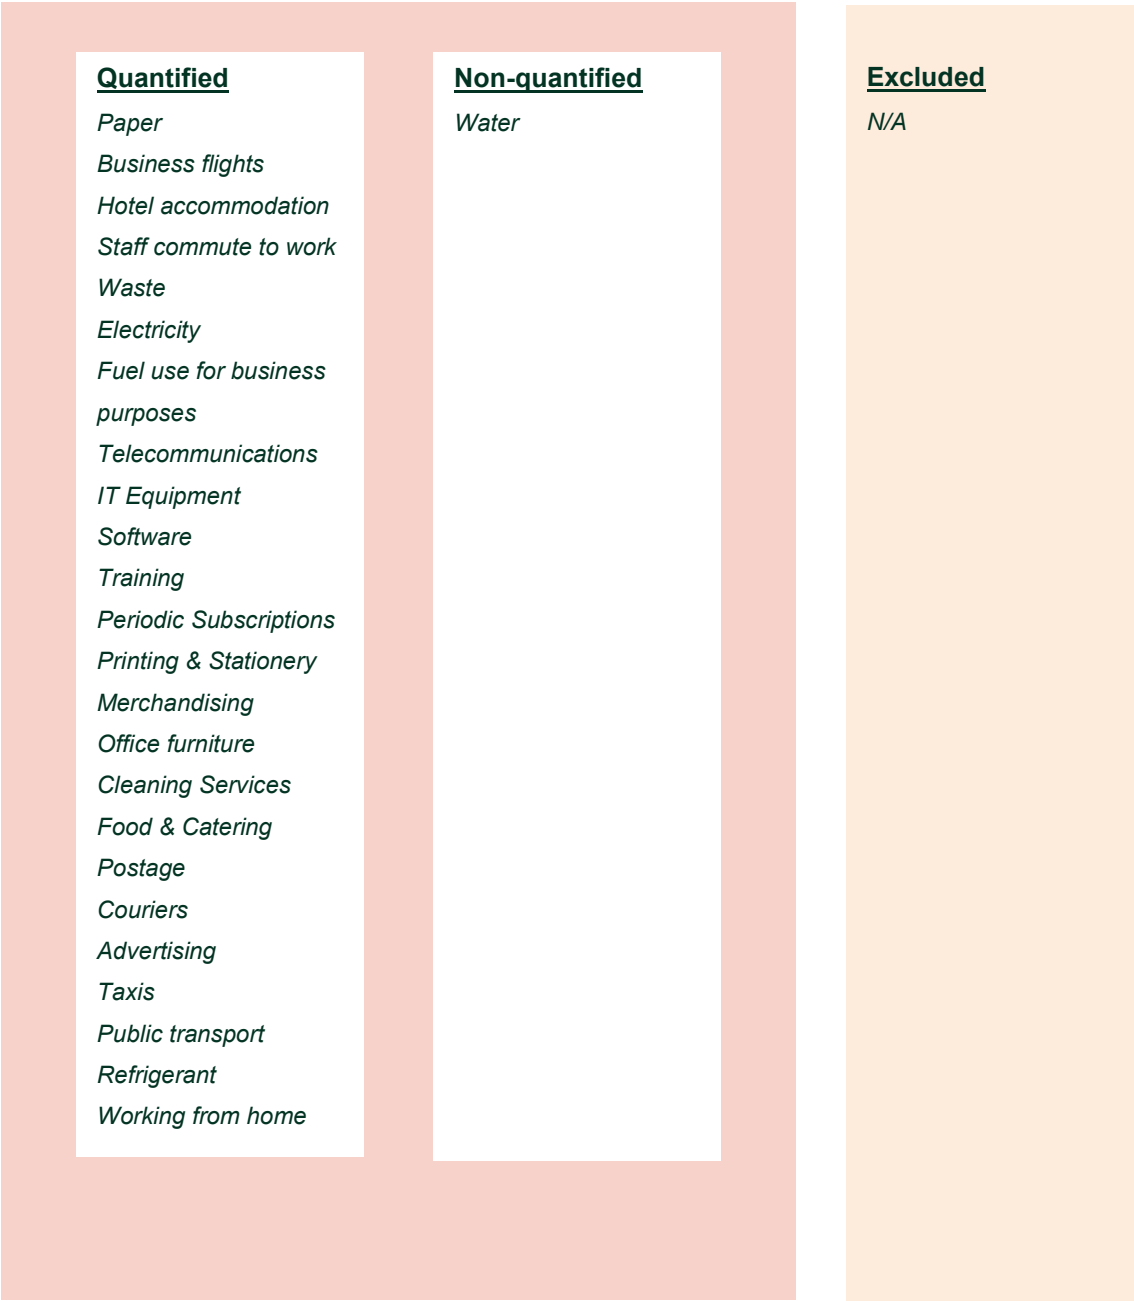 Quantified
Paper
Business flights
Hotel accommodation
Staff commute to work
Waste
Electricity
Fuel use for business
purposes
Telecommunications
IT Equipment
Software
Training
Periodic Subscriptions
Printing & Stationery
Merchandising
Office furniture
Cleaning Services
Food & Catering
Postage
Couriers
Advertising
Taxis
Public transport
Refrigerant
Working from home
Non-quantified
Water
Excluded
N/A